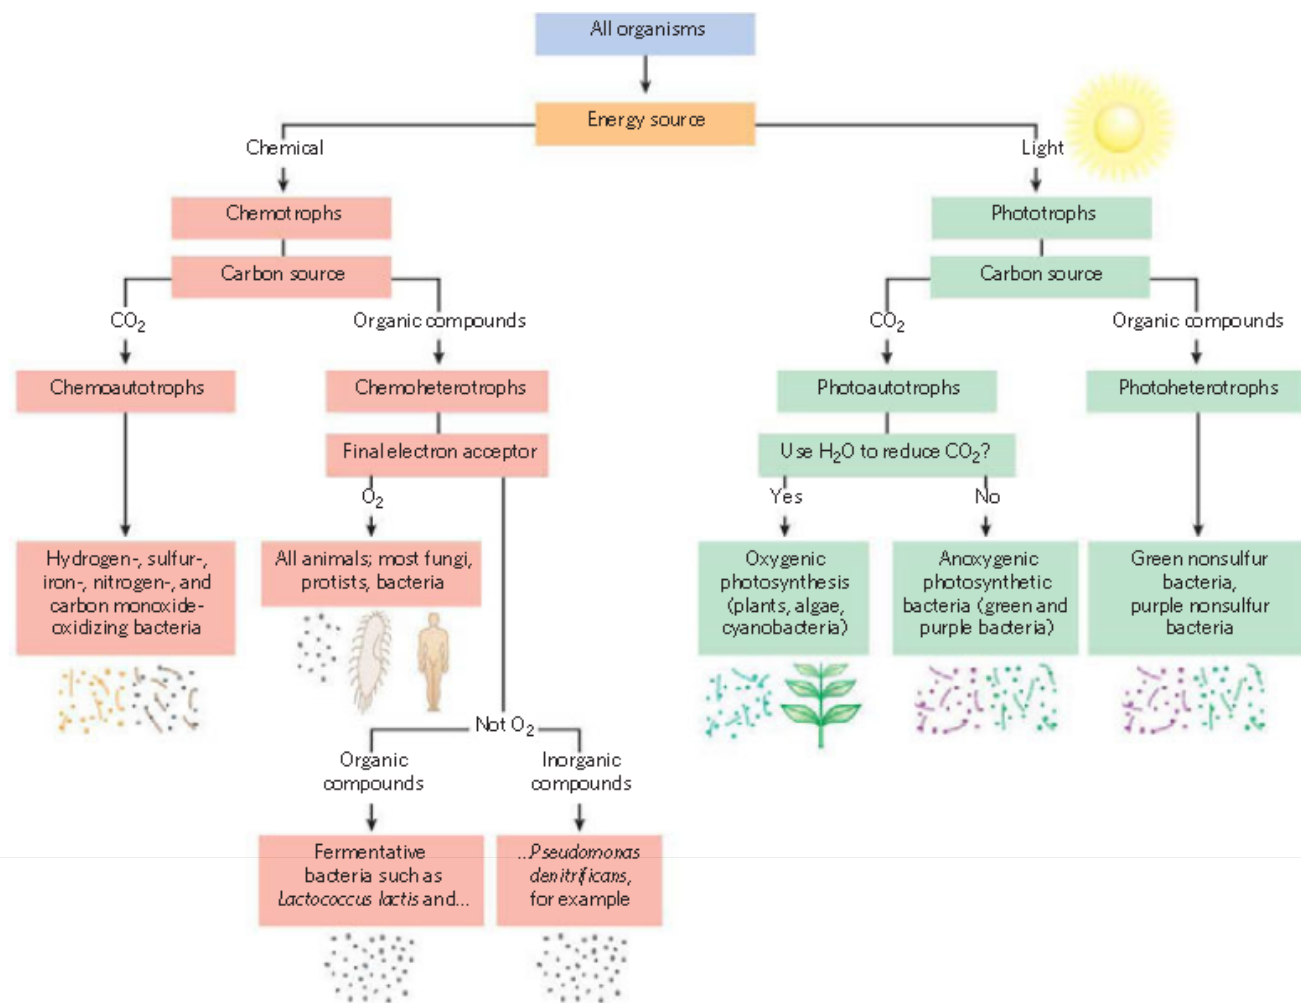 All organisms
Energy source
Chemical
Light
Chemotrophs
Phototrophs
Carbon source
Carbon source
CO₂
Organic compounds
CO₂
Organic compounds
Chemoautotrophs
Chemoheterotrophs
Photoautotrophs
Photoheterotrophs
Final electron acceptor
Use H₂O to reduce CO₂?
O₂
Yes
No
Hydrogen-, sulfur-,
iron-, nitrogen-, and
carbon monoxide-
oxidizing bacteria
All animals; most fungi,
protists, bacteria
Oxygenic
photosynthesis
(plants, algae,
cyanobacteria)
Anoxygenic
photosynthetic
bacteria (green and
purple bacteria)
Green nonsulfur
bacteria,
purple nonsulfur
bacteria
Not O₂
Organic
compounds
Inorganic
compounds
Fermentative
bacteria such as
Lactococcus lactis and...
...Pseudomonas
denitrificans,
for example